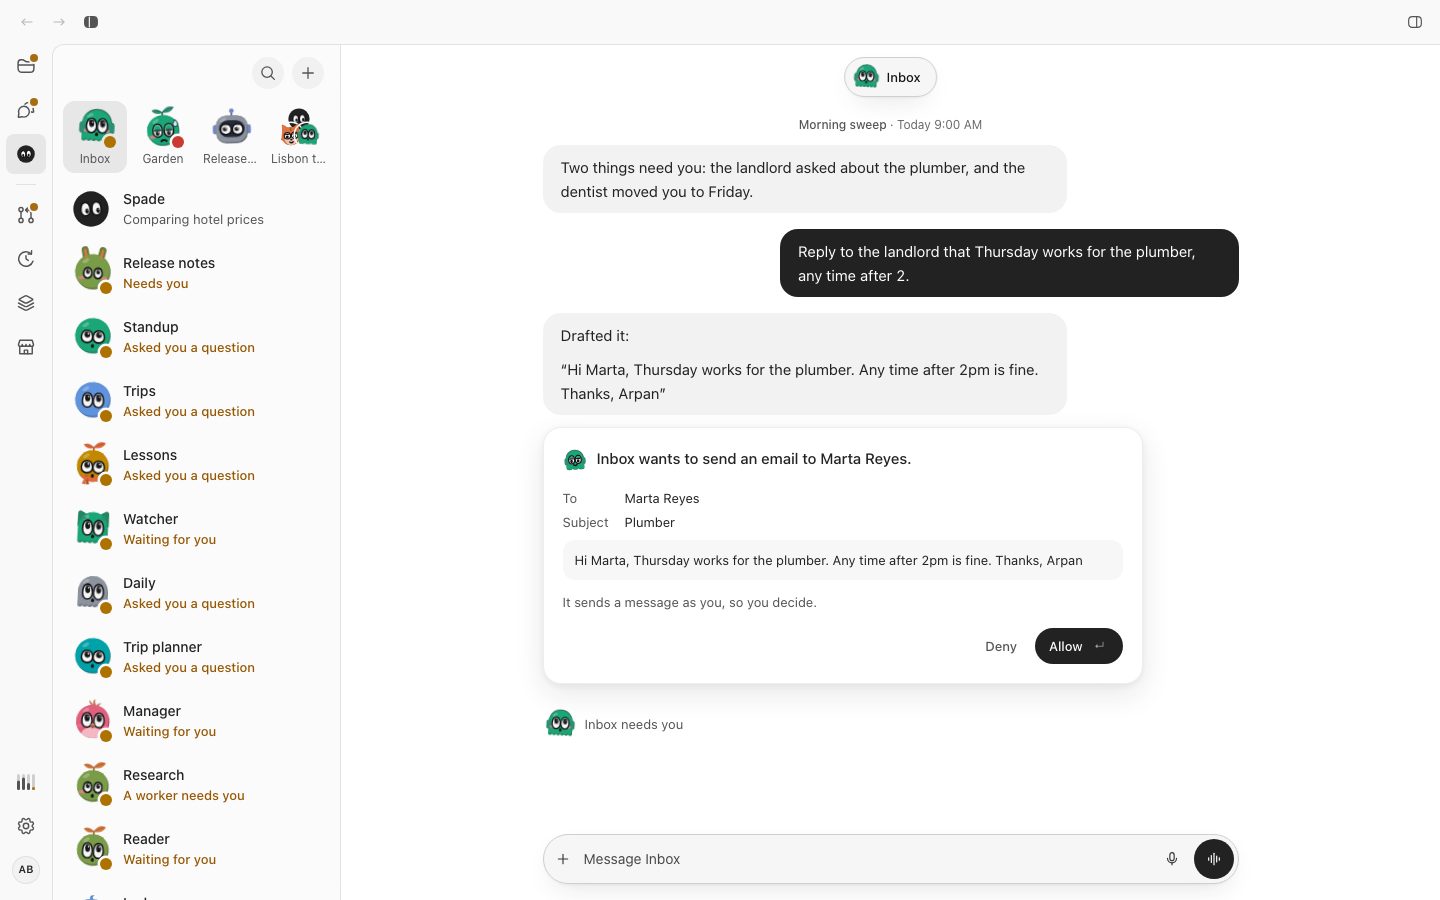 Inbox
Garden
Release...
Lisbon t...
Spade
Comparing hotel prices
Release notes
Needs you
Standup
Asked you a question
Trips
Asked you a question
Lessons
Asked you a question
Watcher
Waiting for you
Daily
Asked you a question
Trip planner
Asked you a question
Manager
Waiting for you
Research
A worker needs you
Reader
Waiting for you
AB
Inbox
Morning sweep · Today 9:00 AM
Two things need you: the landlord asked about the plumber, and the
dentist moved you to Friday.
Reply to the landlord that Thursday works for the plumber,
any time after 2.
Drafted it:
“Hi Marta, Thursday works for the plumber. Any time after 2pm is fine.
Thanks, Arpan”
Inbox wants to send an email to Marta Reyes.
To Marta Reyes
Subject Plumber
Hi Marta, Thursday works for the plumber. Any time after 2pm is fine. Thanks, Arpan
It sends a message as you, so you decide.
Deny Allow
Inbox needs you
Message Inbox